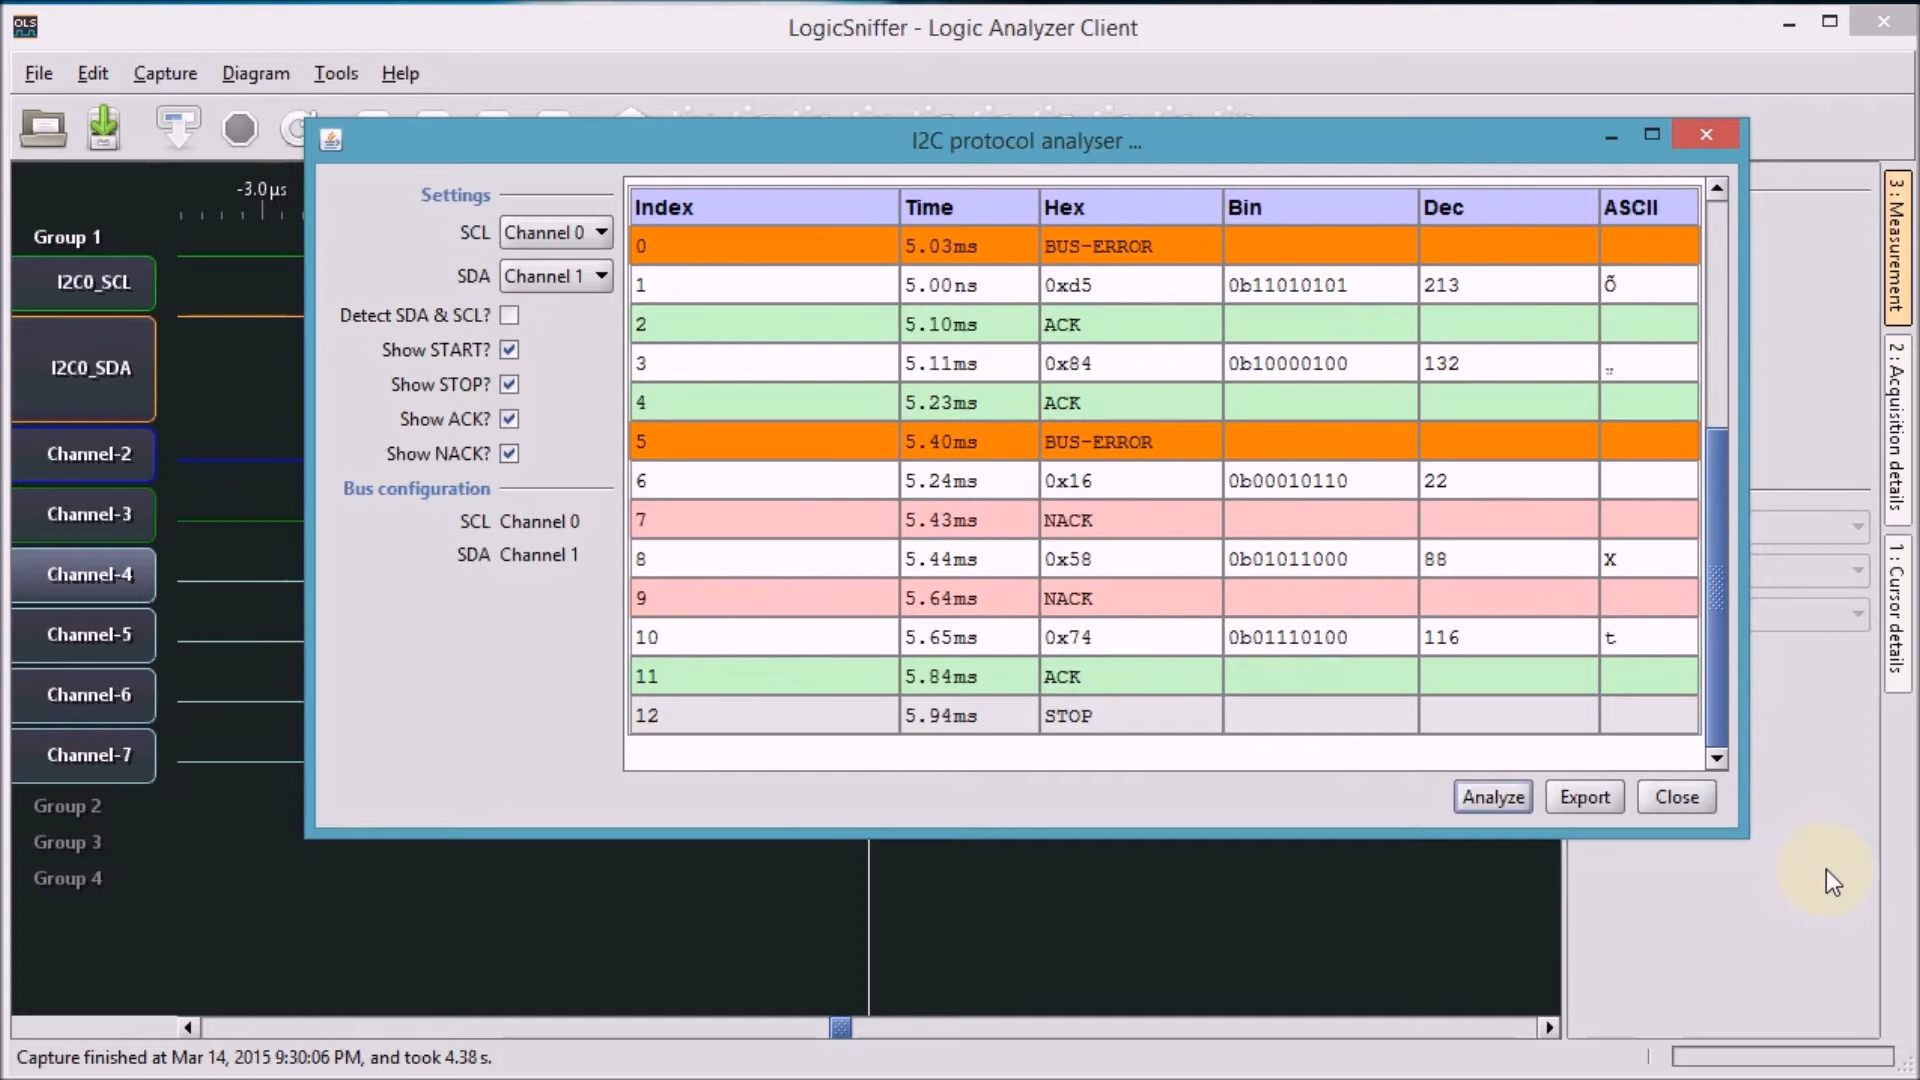 OLS
LogicSniffer - Logic Analyzer Client
File Edit Capture Diagram Tools Help
I2C protocol analyser ...
-3.0µs
Group 1
I2C0_SCL
I2C0_SDA
Channel-2
Channel-3
Channel-4
Channel-5
Channel-6
Channel-7
Group 2
Group 3
Group 4
Settings
SCL Channel 0
SDA Channel 1
Detect SDA & SCL?
Show START?
Show STOP?
Show ACK?
Show NACK?
Bus configuration
SCL Channel 0
SDA Channel 1
Index Time Hex Bin Dec ASCII
0 5.03ms BUS-ERROR
1 5.00ns 0xd5 0b11010101 213 Õ
2 5.10ms ACK
3 5.11ms 0x84 0b10000100 132 „
4 5.23ms ACK
5 5.40ms BUS-ERROR
6 5.24ms 0x16 0b00010110 22
7 5.43ms NACK
8 5.44ms 0x58 0b01011000 88 X
9 5.64ms NACK
10 5.65ms 0x74 0b01110100 116 t
11 5.84ms ACK
12 5.94ms STOP
Analyze Export Close
3 : Measurement
2 : Acquisition details
1 : Cursor details
Capture finished at Mar 14, 2015 9:30:06 PM, and took 4.38 s.